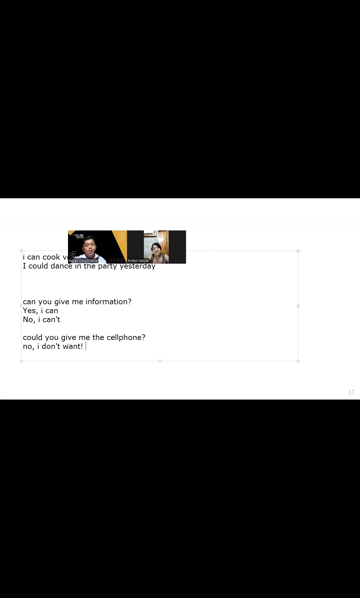 i can cook
I could dance in the party yesterday
can you give me information?
Yes, i can
No, i can't
could you give me the cellphone?
no, i don't want!